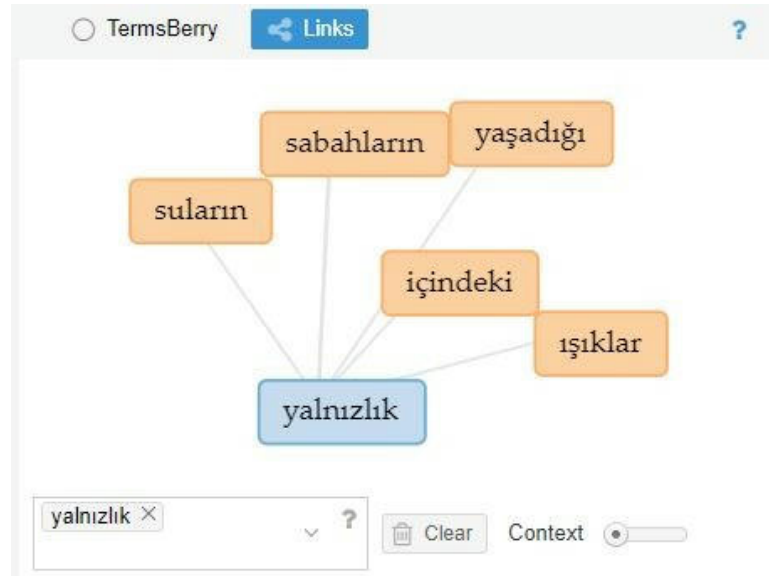 TermsBerry Links ?
sabahların yaşadığı
suların
içindeki
ışıklar
yalnızlık
yalnızlık × ?
Clear Context